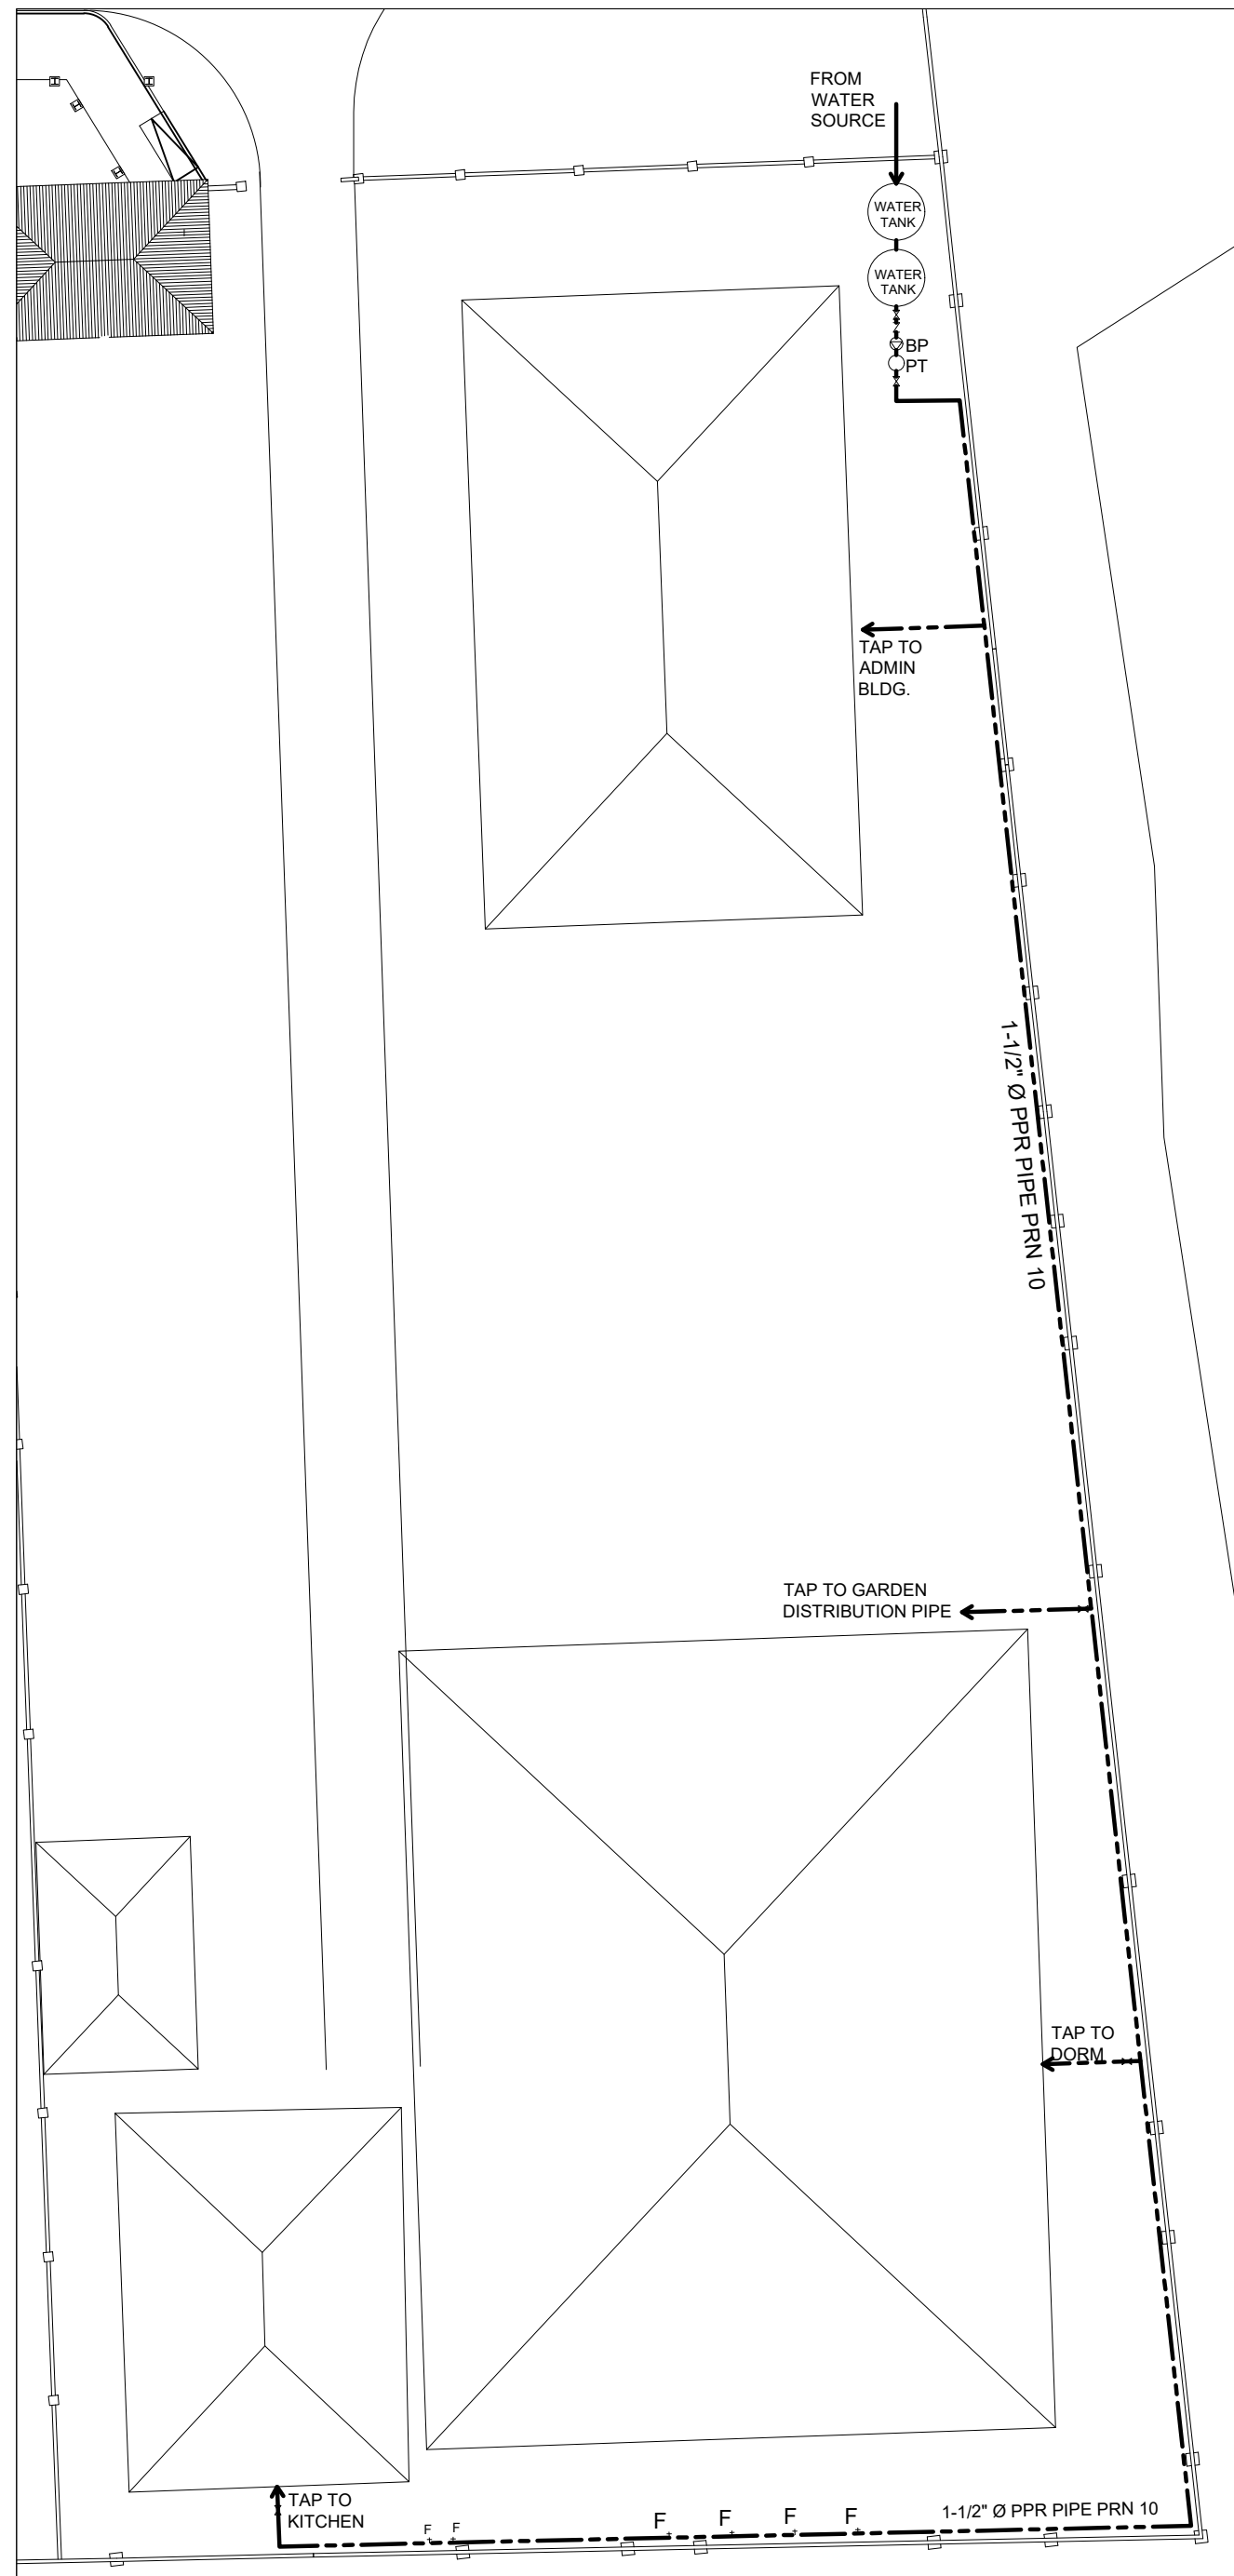 FROM
WATER
SOURCE
WATER
TANK
WATER
TANK
BP
PT
TAP TO
ADMIN
BLDG.
1-1/2" Ø PPR PIPE PRN 10
TAP TO GARDEN
DISTRIBUTION PIPE
TAP TO
DORM
TAP TO
KITCHEN
F F F F F F
1-1/2" Ø PPR PIPE PRN 10